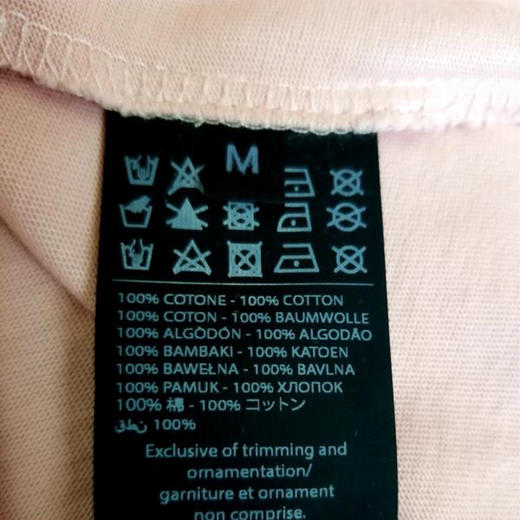 M
100% COTONE - 100% COTTON
100% COTON - 100% BAUMWOLLE
100% ALGÒDÓN - 100% ALGODÃO
100% BAMBAKI - 100% KATOEN
100% BAWEŁNA - 100% BAVLNA
100% PAMUK - 100% ХЛОПОК
100% 棉 - 100% コットン
100% نطق
Exclusive of trimming and
ornamentation/
garniture et ornament
non comprise.